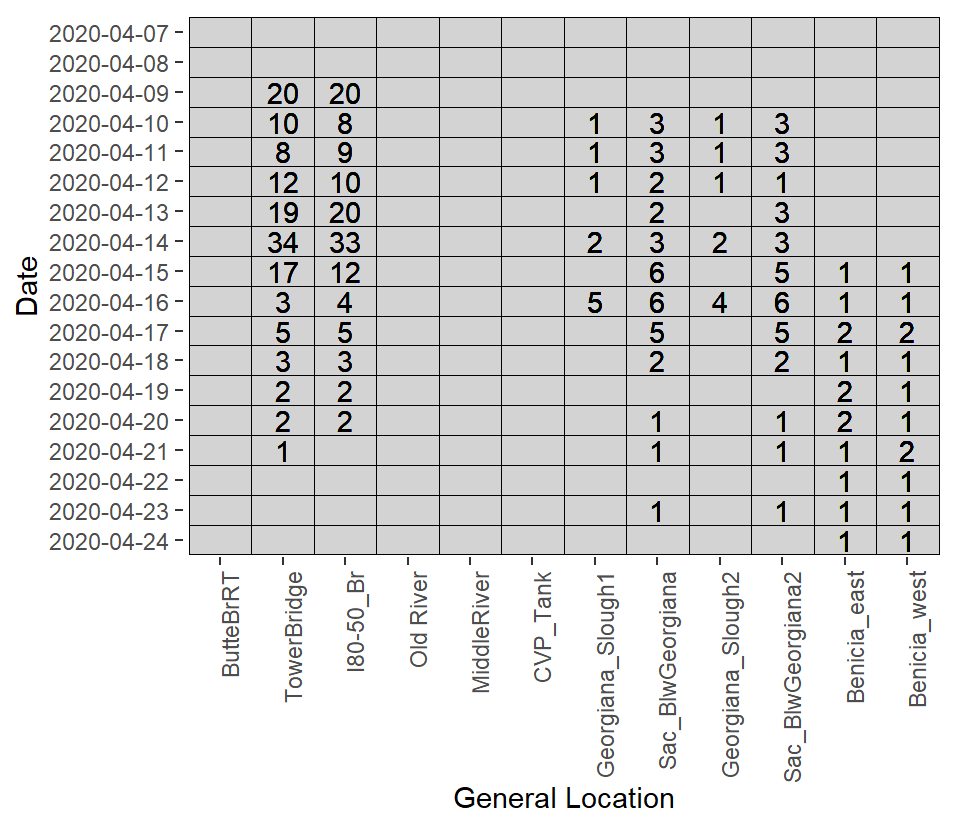 2020-04-07
2020-04-08
2020-04-09 20 20
2020-04-10 10 8 1 3 1 3
2020-04-11 8 9 1 3 1 3
2020-04-12 12 10 1 2 1 1
2020-04-13 19 20 2 3
2020-04-14 34 33 2 3 2 3
2020-04-15 17 12 6 5 1 1
2020-04-16 3 4 5 6 4 6 1 1
2020-04-17 5 5 5 5 2 2
2020-04-18 3 3 2 2 1 1
2020-04-19 2 2 2 1
2020-04-20 2 2 1 1 2 1
2020-04-21 1 1 1 1 2
2020-04-22 1 1
2020-04-23 1 1 1 1
2020-04-24 1 1
Date
ButteBrRT
TowerBridge
I80-50_Br
Old River
MiddleRiver
CVP_Tank
Georgiana_Slough1
Sac_BlwGeorgiana
Georgiana_Slough2
Sac_BlwGeorgiana2
Benicia_east
Benicia_west
General Location